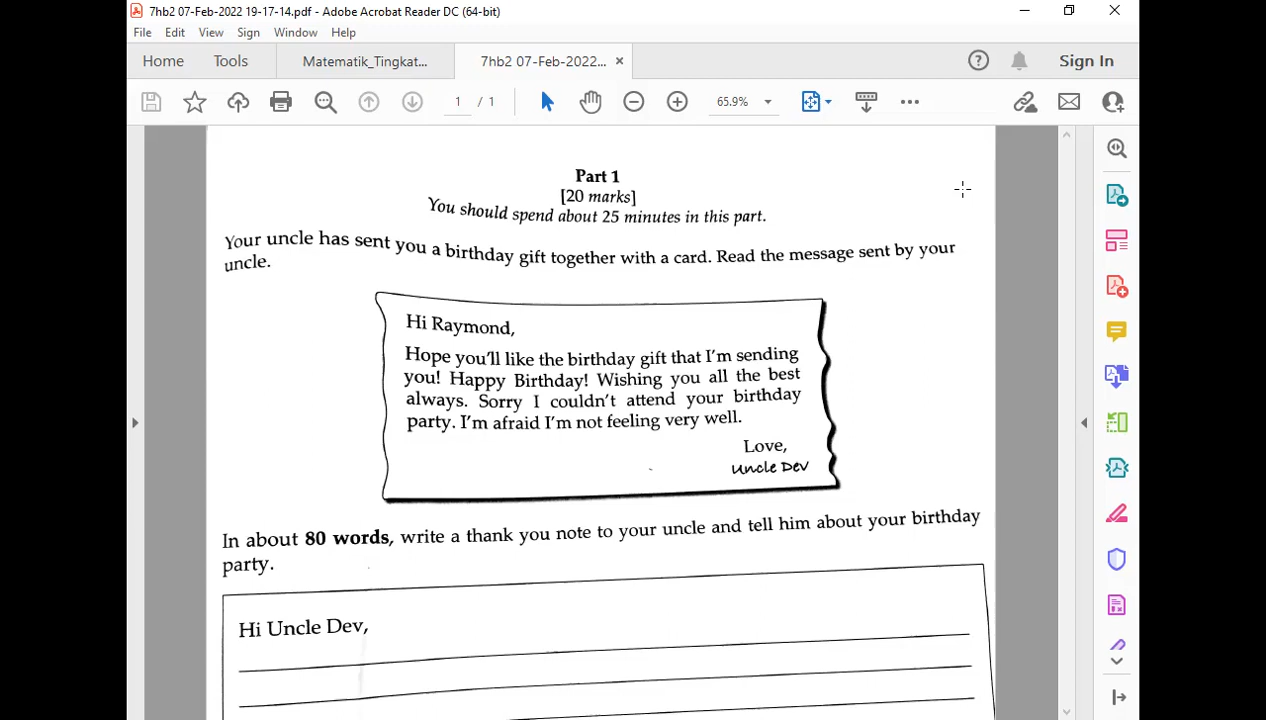 7hb2 07-Feb-2022 19-17-14.pdf - Adobe Acrobat Reader DC (64-bit)
File Edit View Sign Window Help
Home Tools Matematik_Tingkat... 7hb2 07-Feb-2022... × Sign In
1 / 1 65.9%
Part 1
[20 marks]
You should spend about 25 minutes in this part.
Your uncle has sent you a birthday gift together with a card. Read the message sent by your
uncle.
Hi Raymond,
Hope you'll like the birthday gift that I'm sending
you! Happy Birthday! Wishing you all the best
always. Sorry I couldn't attend your birthday
party. I'm afraid I'm not feeling very well.
Love,
Uncle Dev
In about 80 words, write a thank you note to your uncle and tell him about your birthday
party.
Hi Uncle Dev,